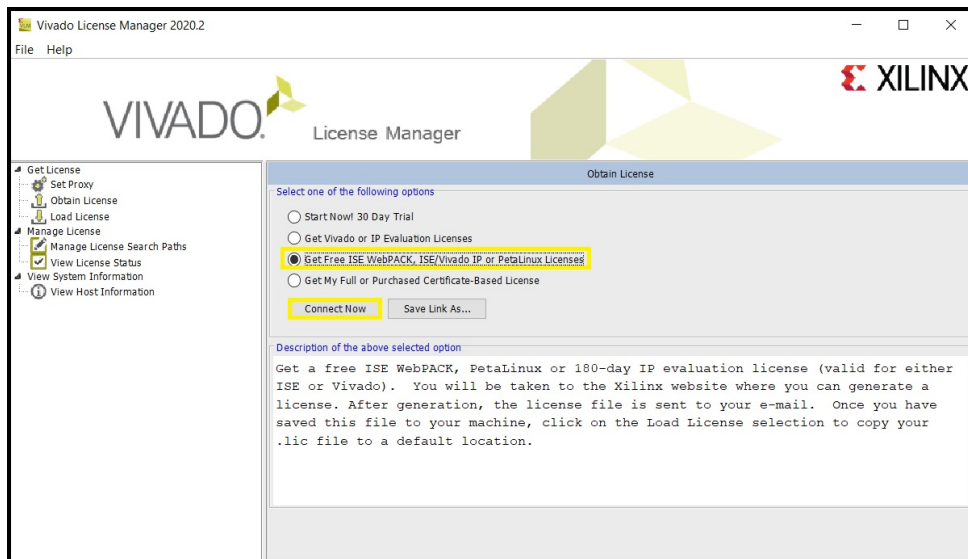 Vivado License Manager 2020.2
File Help
XILINX
VIVADO. License Manager
Get License
Set Proxy
Obtain License
Load License
Manage License
Manage License Search Paths
View License Status
View System Information
View Host Information
Obtain License
Select one of the following options
Start Now! 30 Day Trial
Get Vivado or IP Evaluation Licenses
Get Free ISE WebPACK, ISE/Vivado IP or PetaLinux Licenses
Get My Full or Purchased Certificate-Based License
Connect Now Save Link As...
Description of the above selected option
Get a free ISE WebPACK, PetaLinux or 180-day IP evaluation license (valid for either
ISE or Vivado). You will be taken to the Xilinx website where you can generate a
license. After generation, the license file is sent to your e-mail. Once you have
saved this file to your machine, click on the Load License selection to copy your
.lic file to a default location.